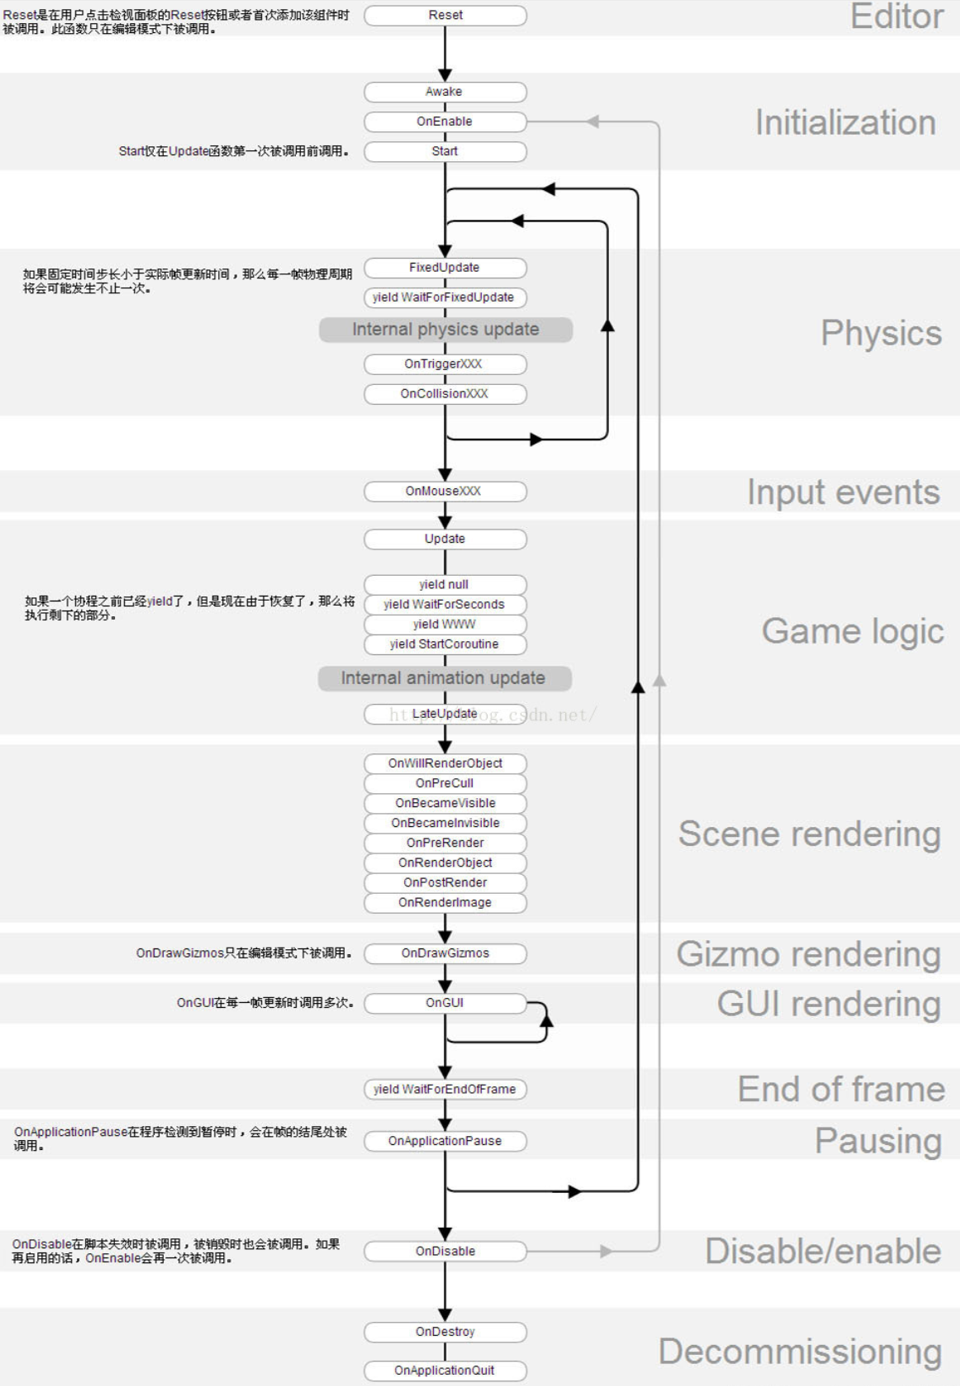 Reset是在用户点击检视面板的Reset按钮或者首次添加该组件时
被调用。此函数只在编辑模式下被调用。
Reset
Editor
Awake
OnEnable
Initialization
Start仅在Update函数第一次被调用前调用。
Start
如果固定时间步长小于实际帧更新时间，那么每一帧物理周期
将会可能发生不止一次。
FixedUpdate
yield WaitForFixedUpdate
Internal physics update
Physics
OnTriggerXXX
OnCollisionXXX
OnMouseXXX
Input events
Update
如果一个协程之前已经yield了，但是现在由于恢复了，那么将
执行剩下的部分。
yield null
yield WaitForSeconds
yield WWW
yield StartCoroutine
Game logic
Internal animation update
LateUpdate
http://blog.csdn.net/
OnWillRenderObject
OnPreCull
OnBecameVisible
OnBecameInvisible
OnPreRender
OnRenderObject
OnPostRender
OnRenderImage
Scene rendering
OnDrawGizmos只在编辑模式下被调用。
OnDrawGizmos
Gizmo rendering
OnGUI在每一帧更新时调用多次。
OnGUI
GUI rendering
yield WaitForEndOfFrame
End of frame
OnApplicationPause在程序检测到暂停时，会在帧的结尾处被
调用。
OnApplicationPause
Pausing
OnDisable在脚本失效时被调用，被销毁时也会被调用。如果
再启用的话，OnEnable会再一次被调用。
OnDisable
Disable/enable
OnDestroy
OnApplicationQuit
Decommissioning